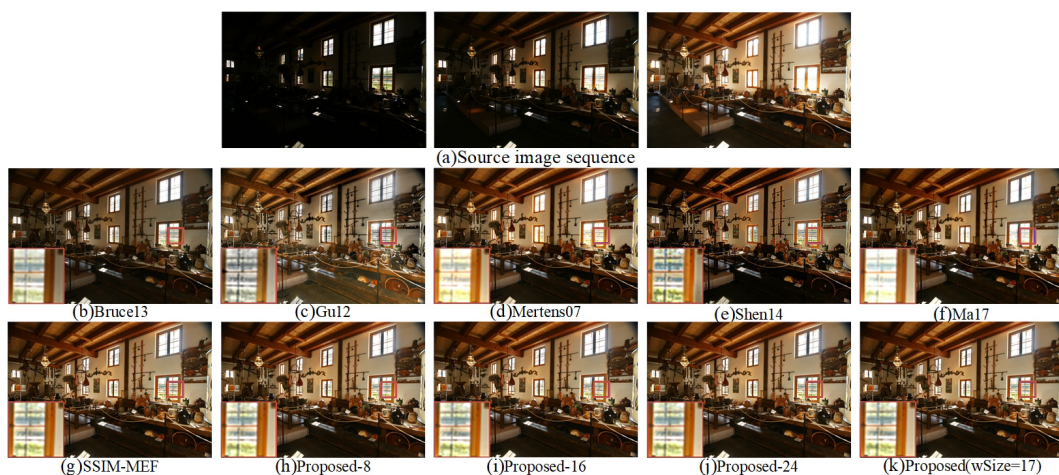 (a)Source image sequence
(b)Bruce13
(c)Gu12
(d)Mertens07
(e)Shen14
(f)Ma17
(g)SSIM-MEF
(h)Proposed-8
(i)Proposed-16
(j)Proposed-24
(k)Proposed(wSize=17)